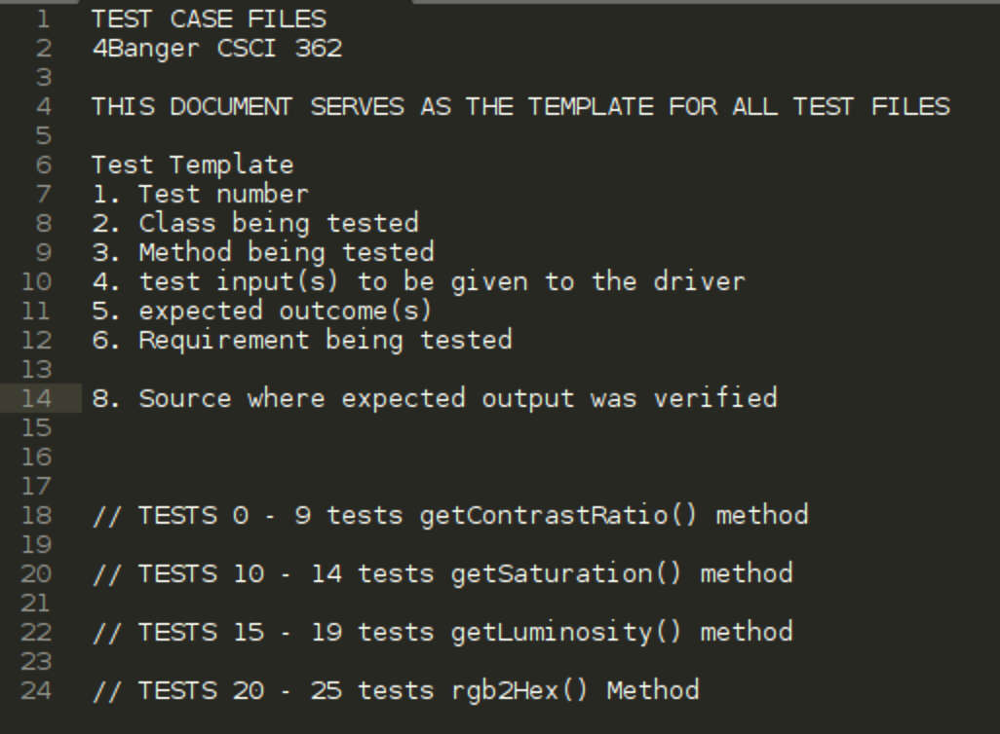 1 TEST CASE FILES
2 4Banger CSCI 362
3
4 THIS DOCUMENT SERVES AS THE TEMPLATE FOR ALL TEST FILES
5
6 Test Template
7 1. Test number
8 2. Class being tested
9 3. Method being tested
10 4. test input(s) to be given to the driver
11 5. expected outcome(s)
12 6. Requirement being tested
13
14 8. Source where expected output was verified
15
16
17
18 // TESTS 0 - 9 tests getContrastRatio() method
19
20 // TESTS 10 - 14 tests getSaturation() method
21
22 // TESTS 15 - 19 tests getLuminosity() method
23
24 // TESTS 20 - 25 tests rgb2Hex() Method